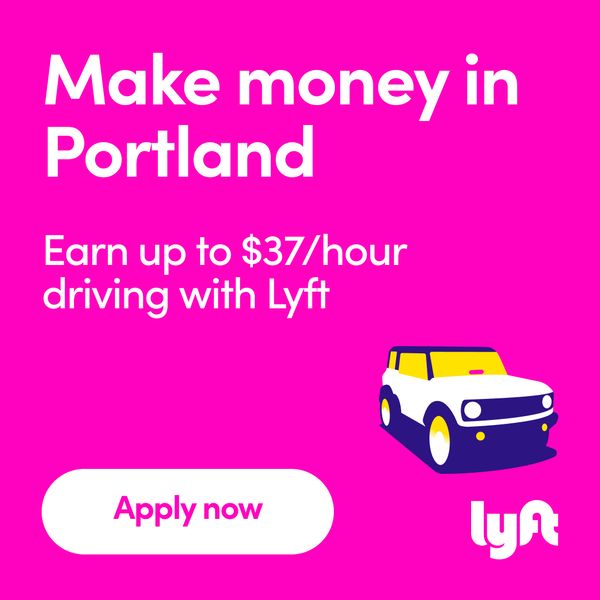 Make money in
Portland
Earn up to $37/hour
driving with Lyft
Apply now
lyft